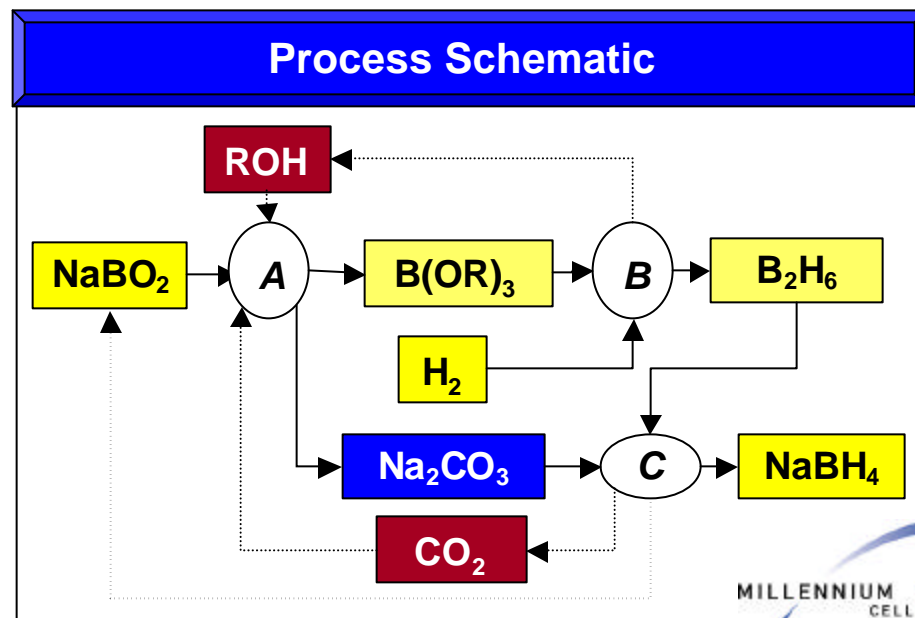 Process Schematic
ROH
NaBO₂
A
B(OR)₃
B
B₂H₆
H₂
Na₂CO₃
C
NaBH₄
CO₂
MILLENNIUM
CELL